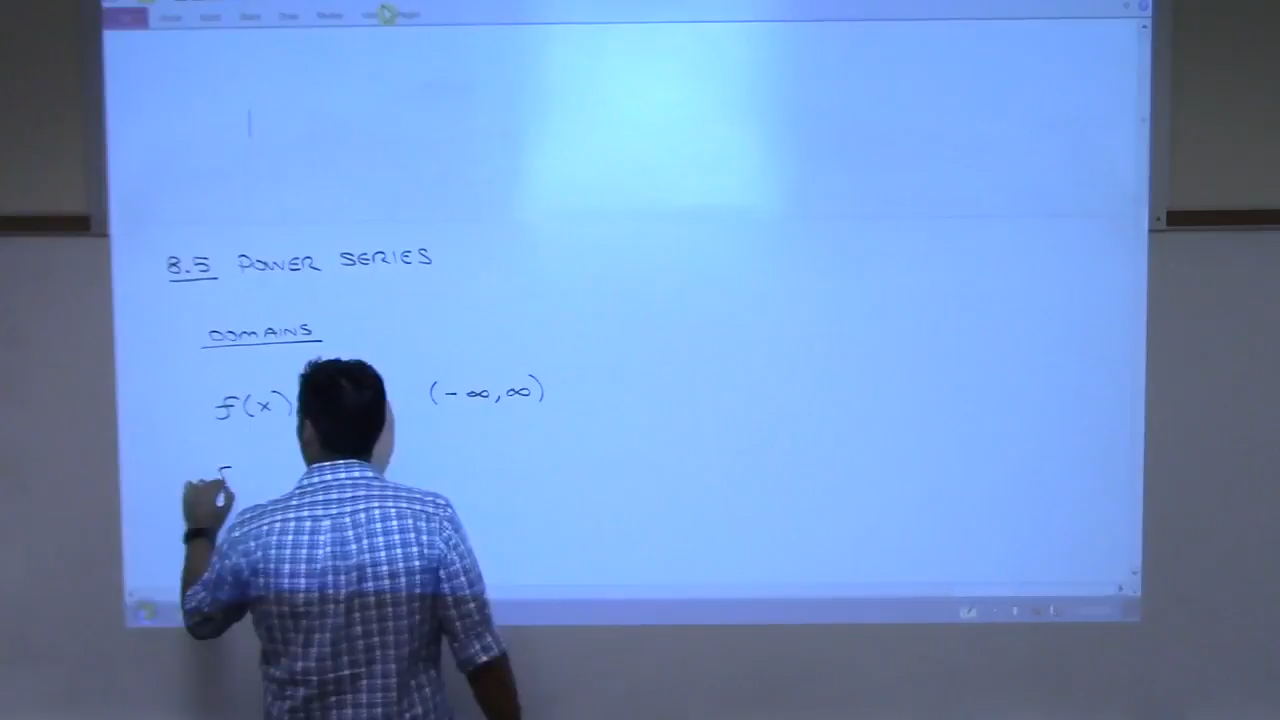 8.5 POWER SERIES
DOMAINS
f(x) (-∞, ∞)